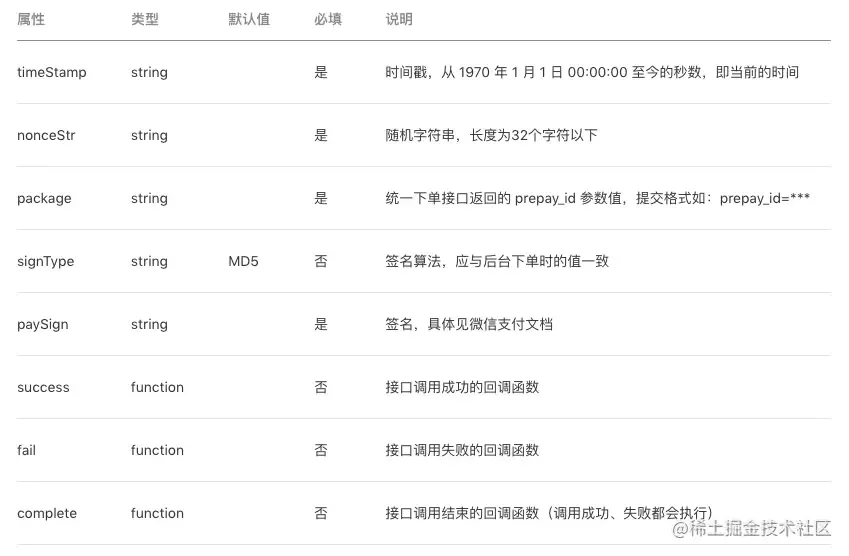 属性 类型 默认值 必填 说明
timeStamp string 是 时间戳，从 1970 年 1 月 1 日 00:00:00 至今的秒数，即当前的时间
nonceStr string 是 随机字符串，长度为32个字符以下
package string 是 统一下单接口返回的 prepay_id 参数值，提交格式如：prepay_id=***
signType string MD5 否 签名算法，应与后台下单时的值一致
paySign string 是 签名，具体见微信支付文档
success function 否 接口调用成功的回调函数
fail function 否 接口调用失败的回调函数
complete function 否 接口调用结束的回调函数（调用成功、失败都会执行）
@稀土掘金技术社区